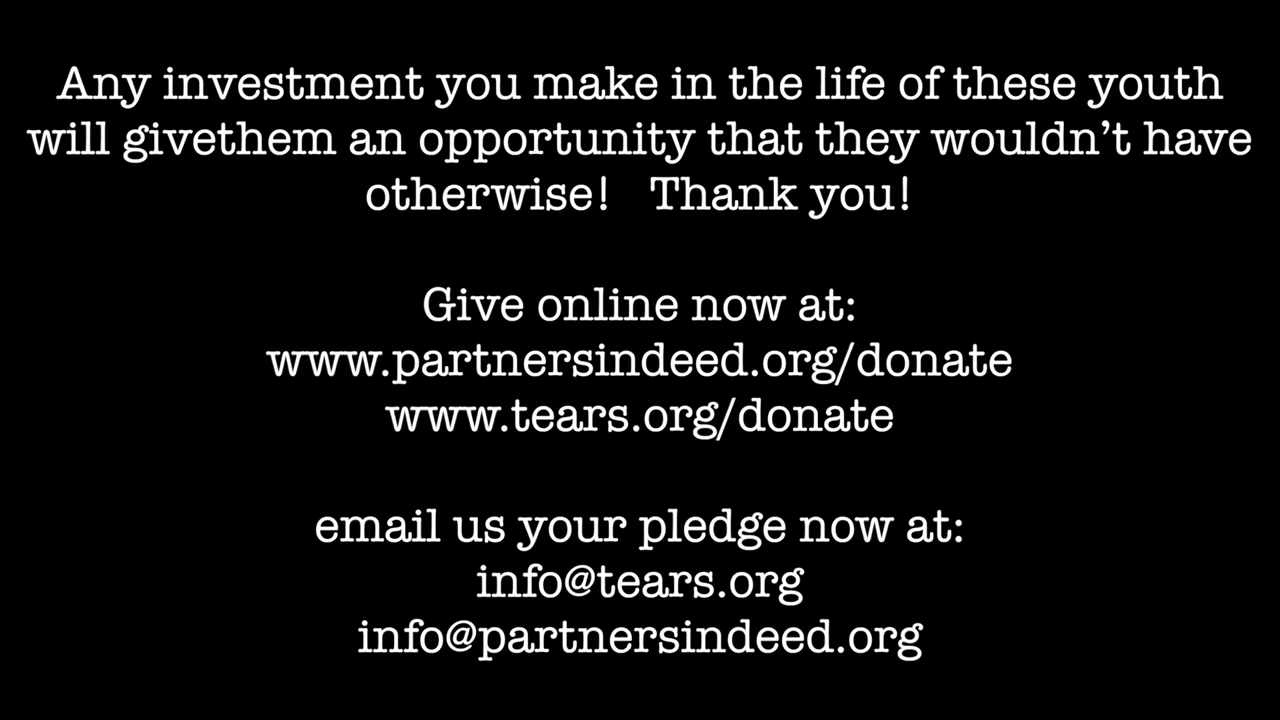 Any investment you make in the life of these youth
will givethem an opportunity that they wouldn't have
otherwise!   Thank you!
Give online now at:
www.partnersindeed.org/donate
www.tears.org/donate
email us your pledge now at:
info@tears.org
info@partnersindeed.org